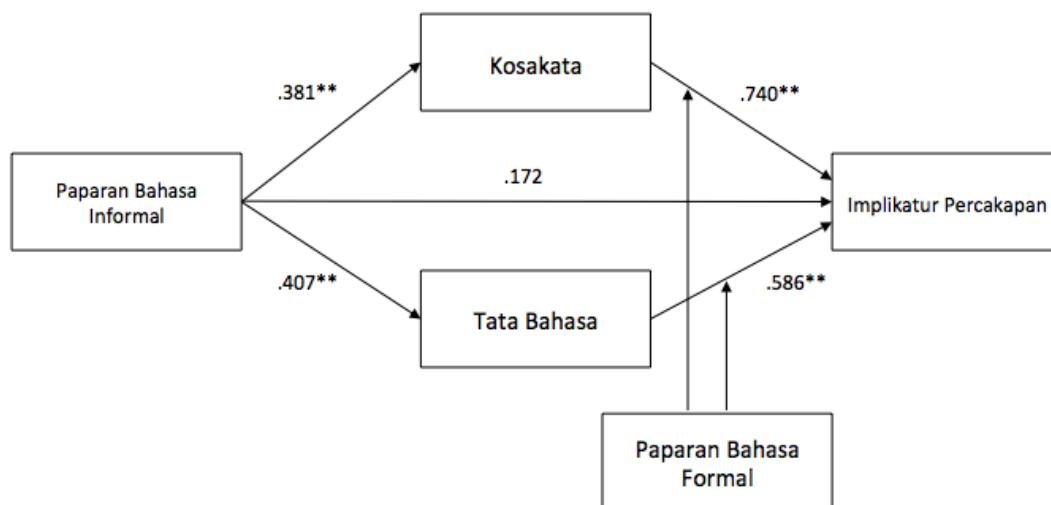 Kosakata
.381**
.740**
Paparan Bahasa
Informal
.172
Implikatur Percakapan
.407**
Tata Bahasa
.586**
Paparan Bahasa
Formal